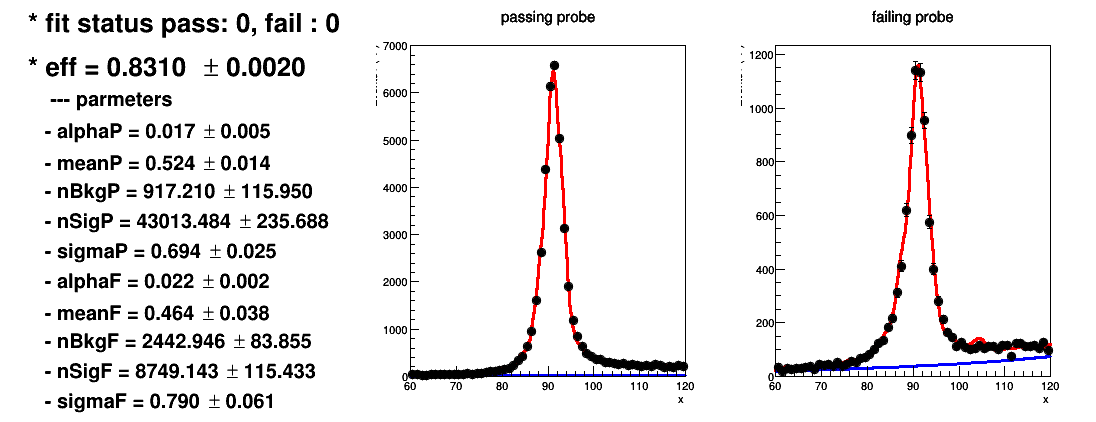 * fit status pass: 0, fail : 0
* eff = 0.8310 ± 0.0020
--- parmeters
- alphaP = 0.017 ± 0.005
- meanP = 0.524 ± 0.014
- nBkgP = 917.210 ± 115.950
- nSigP = 43013.484 ± 235.688
- sigmaP = 0.694 ± 0.025
- alphaF = 0.022 ± 0.002
- meanF = 0.464 ± 0.038
- nBkgF = 2442.946 ± 83.855
- nSigF = 8749.143 ± 115.433
- sigmaF = 0.790 ± 0.061
passing probe
7000
6000
5000
4000
3000
2000
1000
0
60 70 80 90 100 110 120
x
failing probe
1200
1000
800
600
400
200
0
60 70 80 90 100 110 120
x